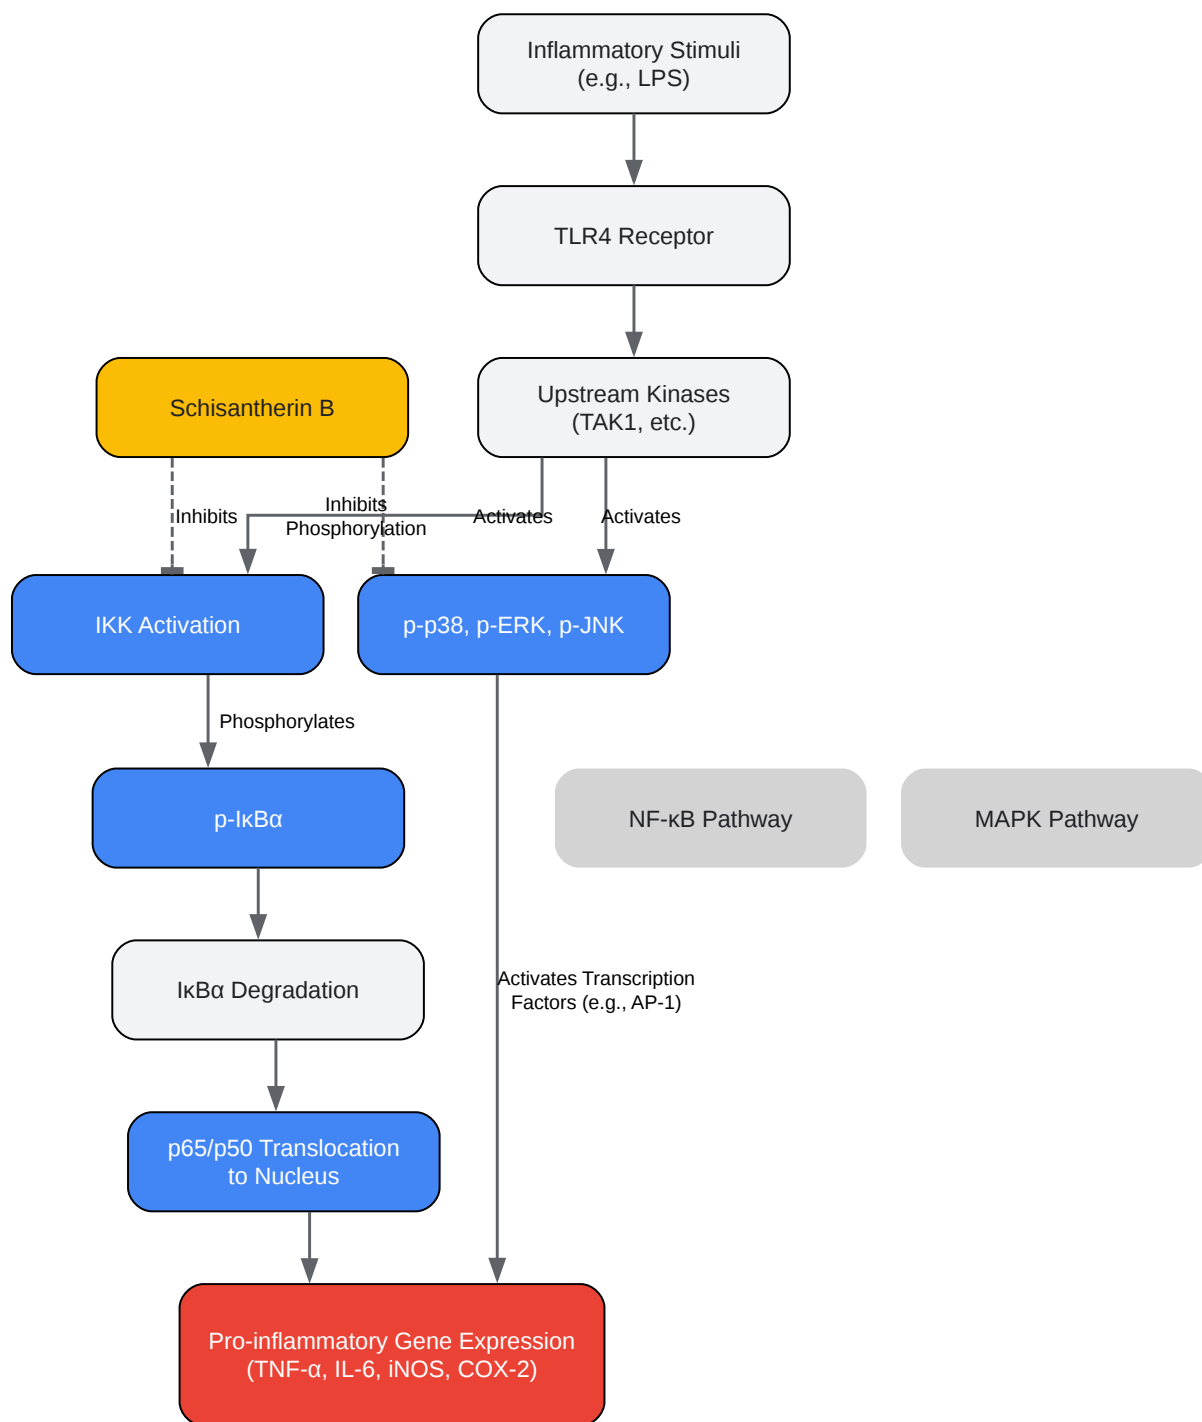 Inflammatory Stimuli
(e.g., LPS)
TLR4 Receptor
Schisantherin B
Upstream Kinases
(TAK1, etc.)
Inhibits
Inhibits
Phosphorylation
Activates
Activates
IKK Activation
p-p38, p-ERK, p-JNK
Phosphorylates
p-IκBα
NF-κB Pathway
MAPK Pathway
IκBα Degradation
Activates Transcription
Factors (e.g., AP-1)
p65/p50 Translocation
to Nucleus
Pro-inflammatory Gene Expression
(TNF-α, IL-6, iNOS, COX-2)